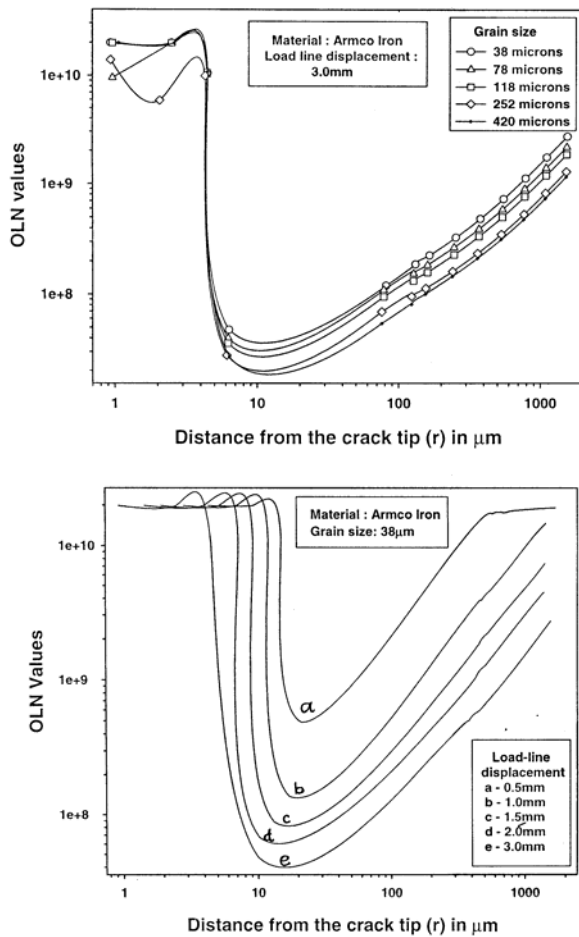 Material : Armco Iron
Load line displacement :
3.0mm
Grain size
38 microns
78 microns
118 microns
252 microns
420 microns
1e+10
1e+9
1e+8
OLN values
1 10 100 1000
Distance from the crack tip (r) in μm
Material : Armco Iron
Grain size: 38μm
1e+10
1e+9
1e+8
OLN Values
a
b
c
d
e
Load-line
displacement
a - 0.5mm
b - 1.0mm
c - 1.5mm
d - 2.0mm
e - 3.0mm
1 10 100 1000
Distance from the crack tip (r) in μm